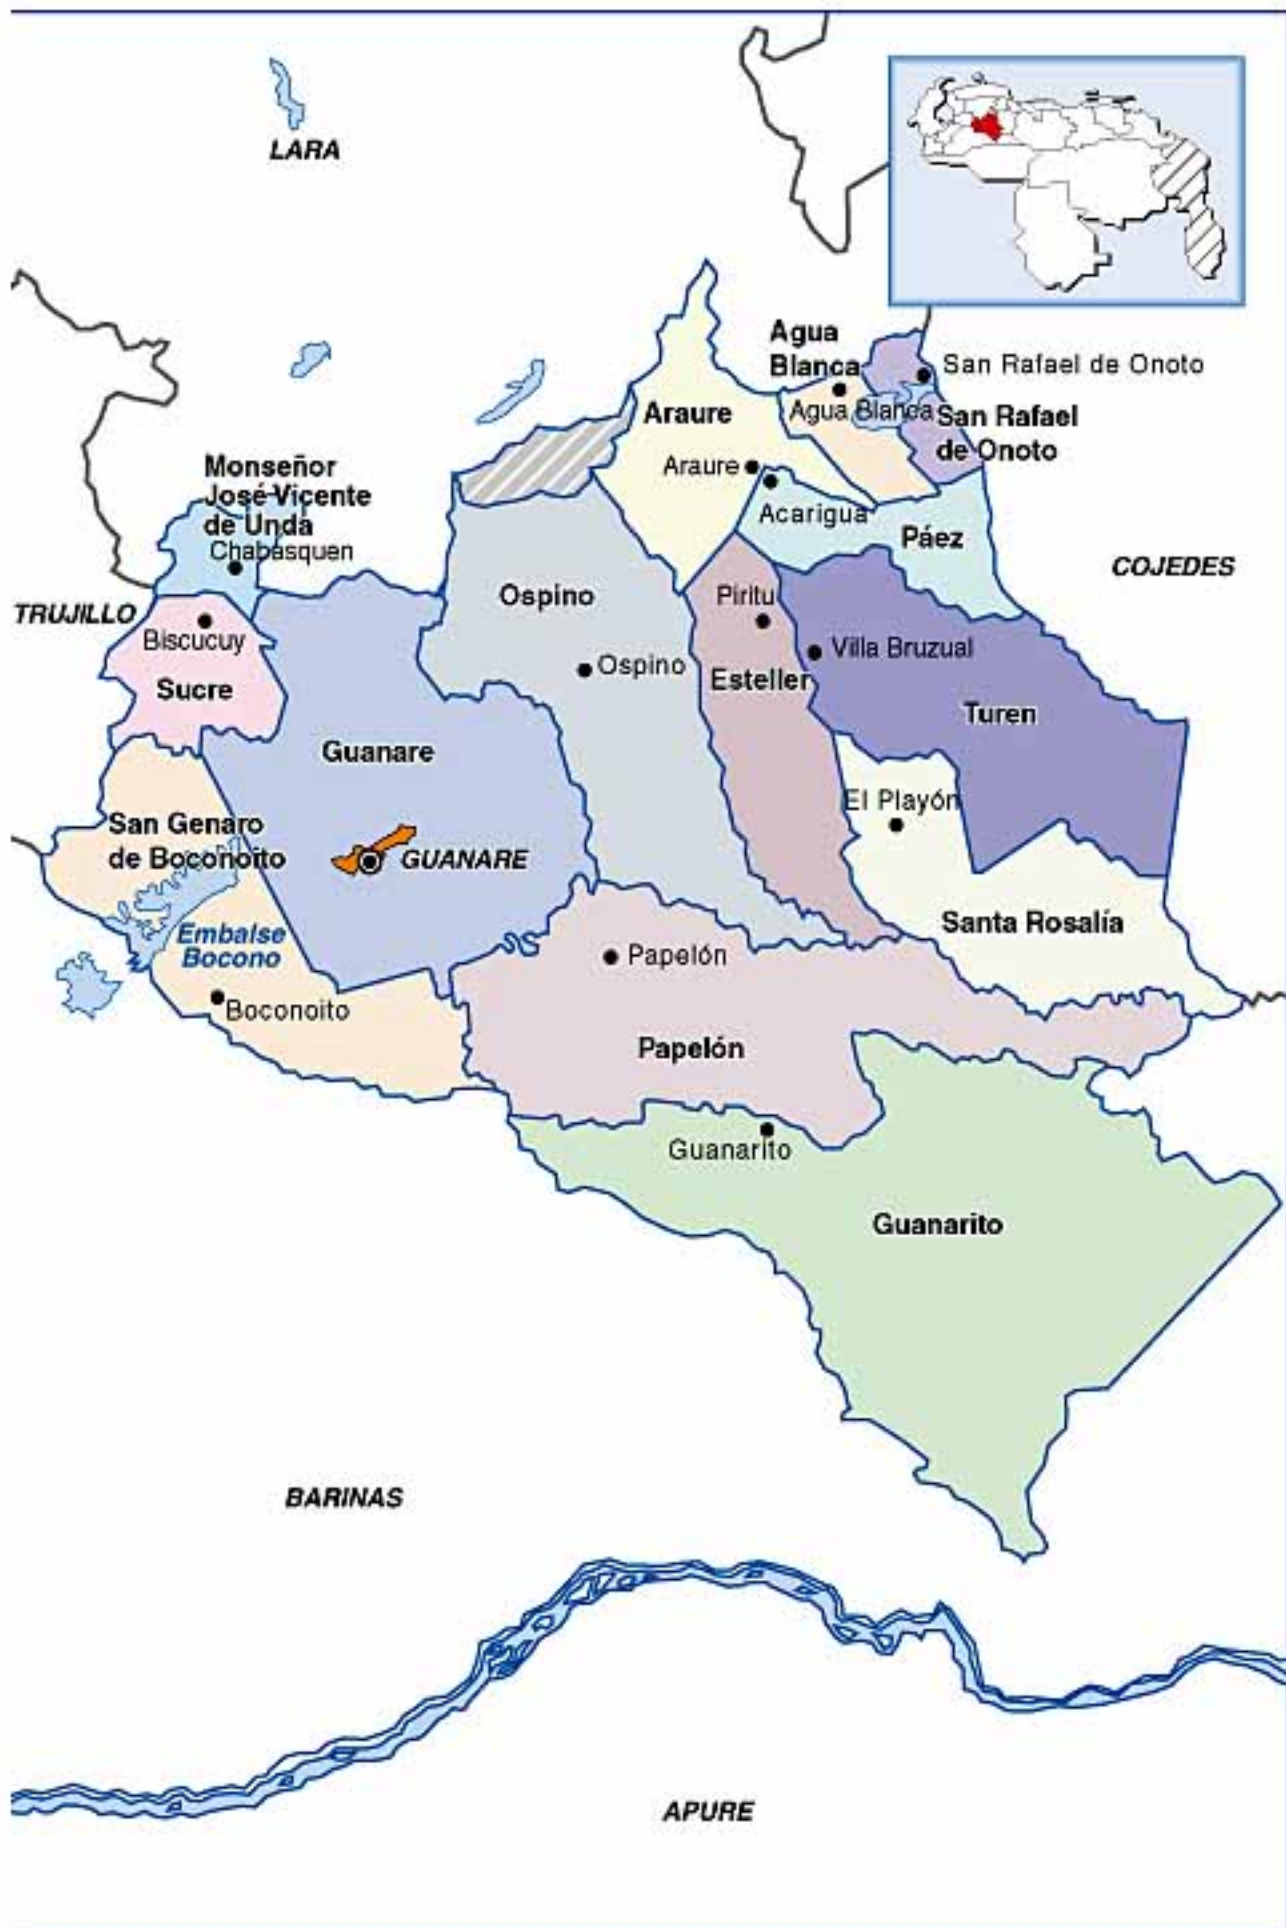 LARA
Agua
Blanca
San Rafael de Onoto
Araure
Agua Blanca
San Rafael
de Onoto
Araure
Monseñor
José Vicente
de Unda
Chabasquen
Acarigua
Páez
COJEDES
TRUJILLO
Ospino
Piritu
Biscucuy
Villa Bruzual
Ospino
Sucre
Esteller
Turen
Guanare
El Playón
San Genaro
de Boconoito
GUANARE
Santa Rosalía
Embalse
Bocono
Papelón
Boconoito
Papelón
Guanarito
Guanarito
BARINAS
APURE